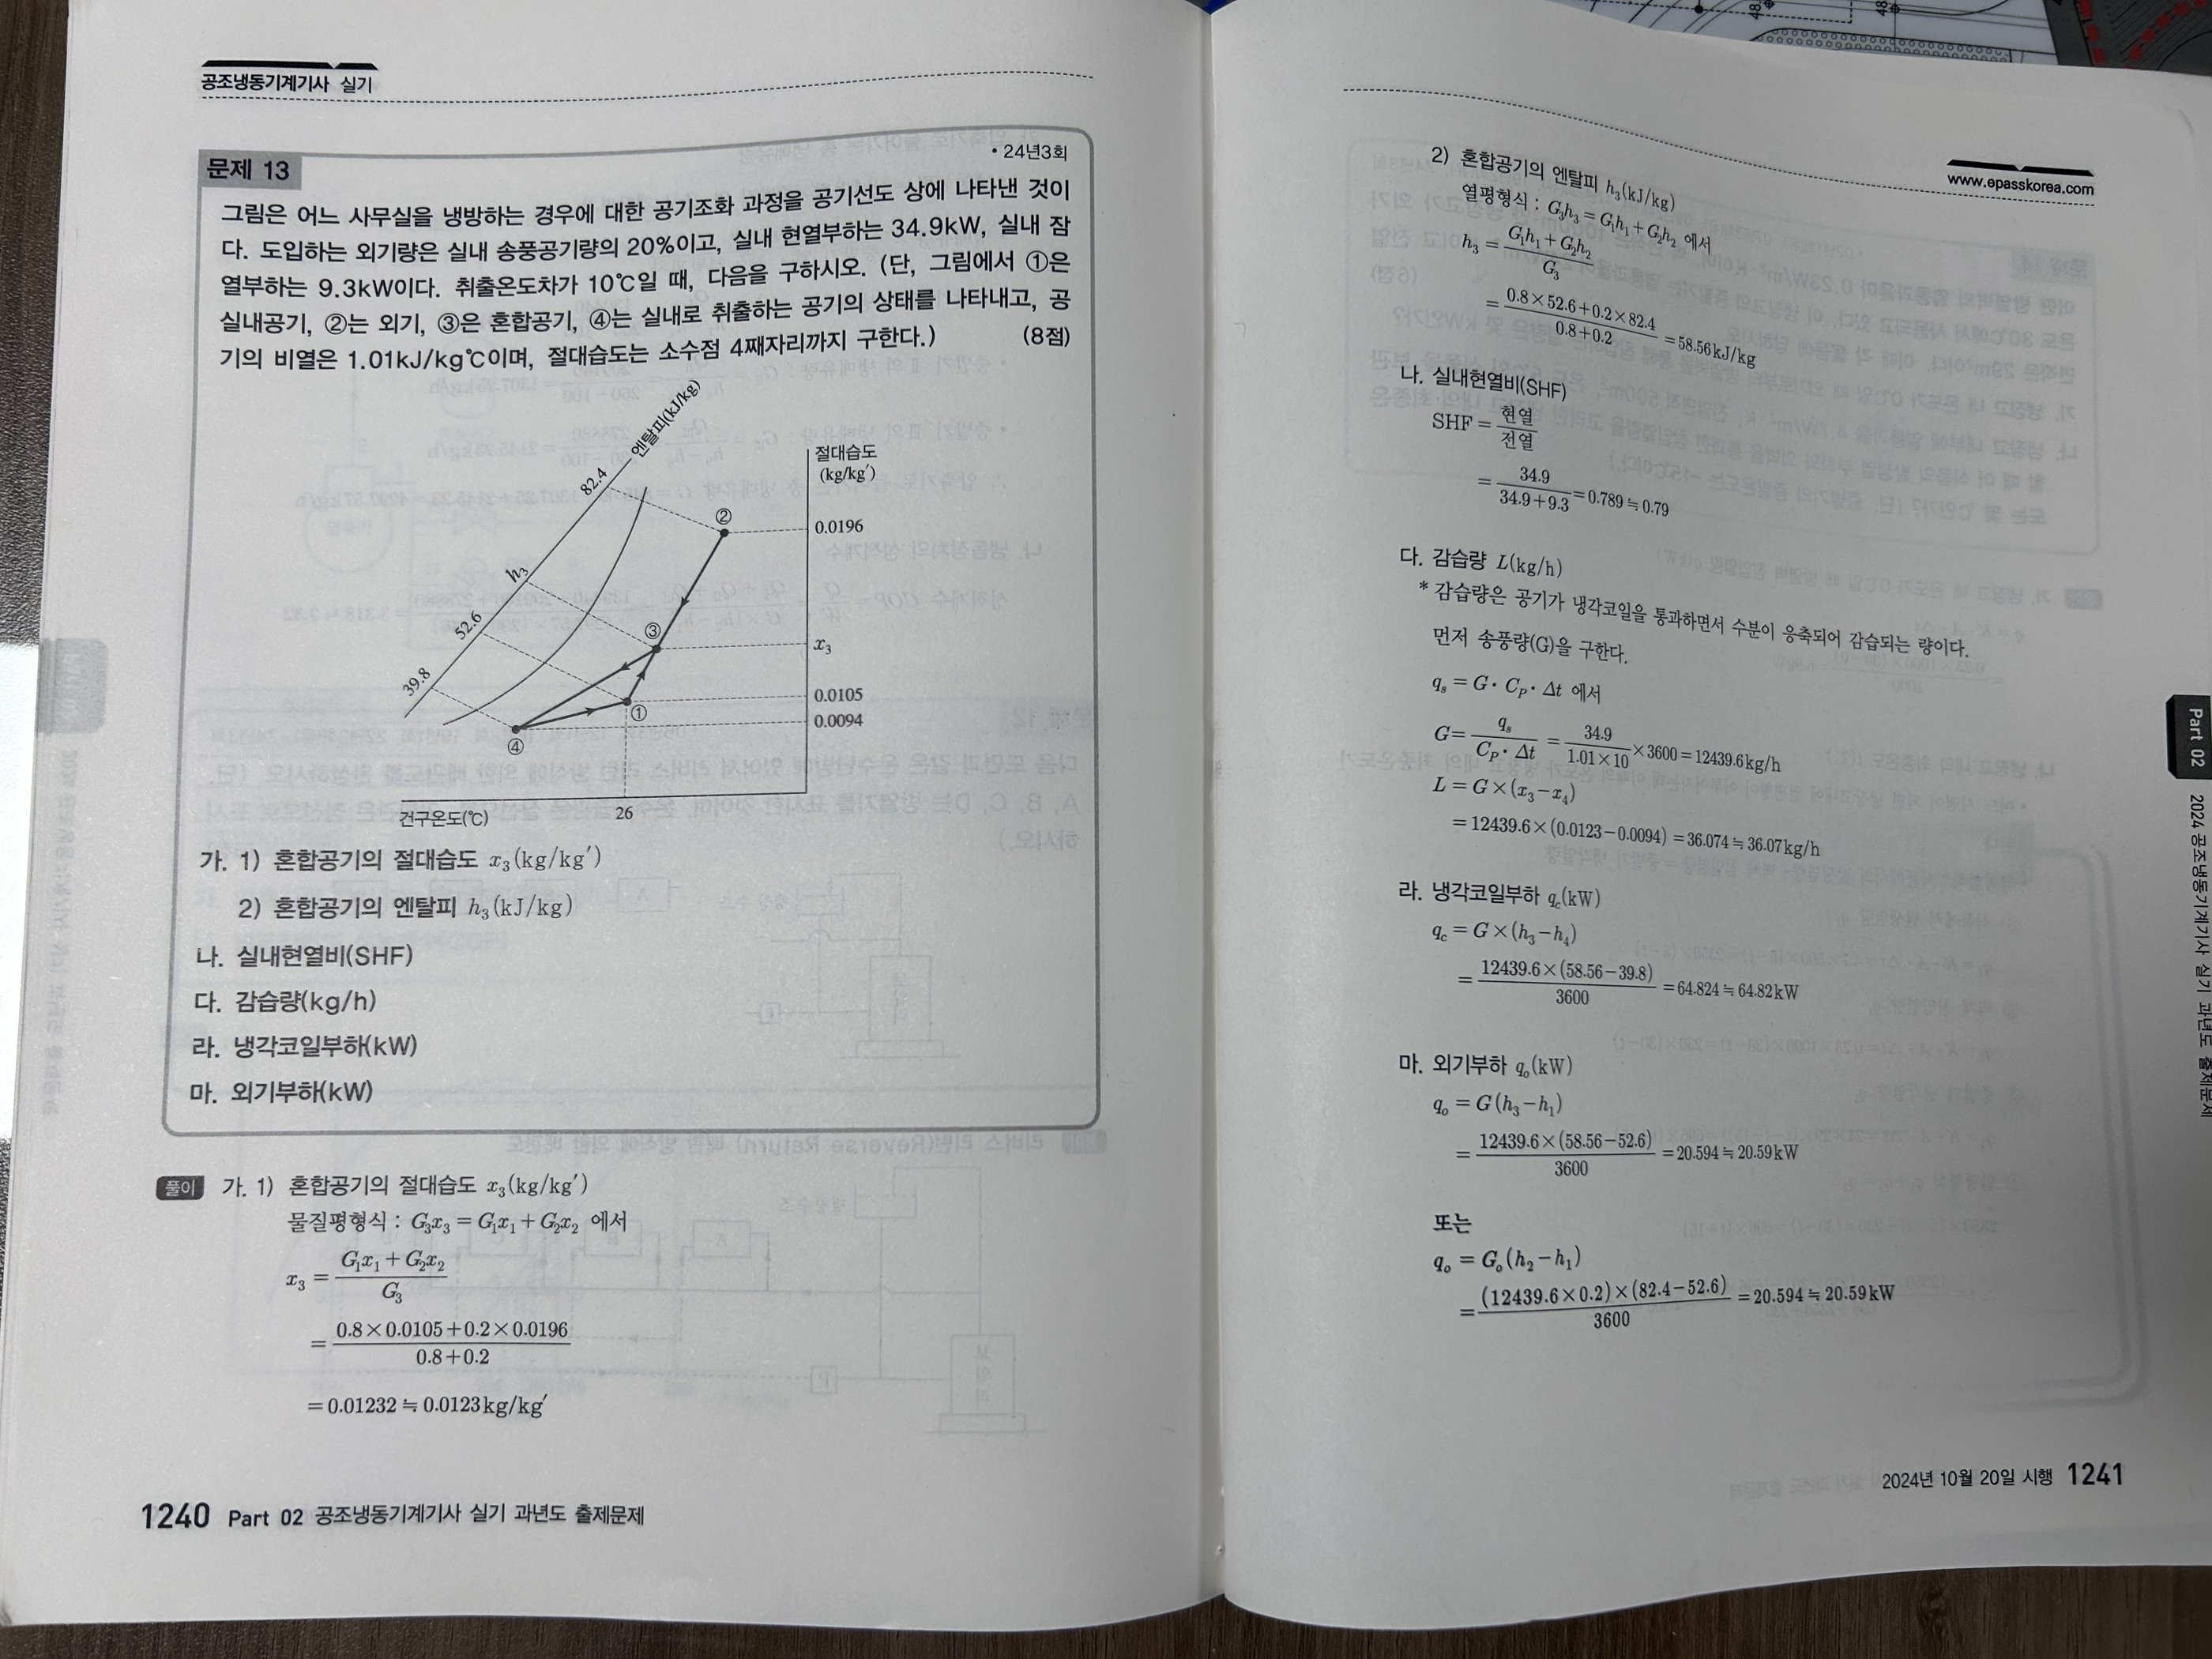 공조냉동기계기사 실기
문제 13
• 24년3회
그림은 어느 사무실을 냉방하는 경우에 대한 공기조화 과정을 공기선도 상에 나타낸 것이
다. 도입하는 외기량은 실내 송풍공기량의 20%이고, 실내 현열부하는 34.9kW, 실내 잠
열부하는 9.3kW이다. 취출온도차가 10℃일 때, 다음을 구하시오. (단, 그림에서 ①은
실내공기, ②는 외기, ③은 혼합공기, ④는 실내로 취출하는 공기의 상태를 나타내고, 공
기의 비열은 1.01kJ/kg℃이며, 절대습도는 소수점 4째자리까지 구한다.) (8점)
엔탈피(kJ/kg)
절대습도
(kg/kg′)
82.4
②
0.0196
h₃
52.6
③
x₃
39.8
0.0105
①
0.0094
④
건구온도(℃)
26
가. 1) 혼합공기의 절대습도 x₃(kg/kg′)
2) 혼합공기의 엔탈피 h₃(kJ/kg)
나. 실내현열비(SHF)
다. 감습량(kg/h)
라. 냉각코일부하(kW)
마. 외기부하(kW)
풀이 가. 1) 혼합공기의 절대습도 x₃(kg/kg′)
물질평형식 : G₃x₃ = G₁x₁ + G₂x₂ 에서
x₃ = (G₁x₁ + G₂x₂) / G₃
= (0.8×0.0105+0.2×0.0196) / (0.8+0.2)
= 0.01232 ≒ 0.0123kg/kg′
1240 Part 02 공조냉동기계기사 실기 과년도 출제문제
www.epasskorea.com
2) 혼합공기의 엔탈피 h₃(kJ/kg)
열평형식 : G₃h₃ = G₁h₁ + G₂h₂ 에서
h₃ = (G₁h₁ + G₂h₂) / G₃
= (0.8×52.6+0.2×82.4) / (0.8+0.2) = 58.56kJ/kg
나. 실내현열비(SHF)
SHF = 현열 / 전열
= 34.9 / (34.9+9.3) = 0.789 ≒ 0.79
다. 감습량 L(kg/h)
* 감습량은 공기가 냉각코일을 통과하면서 수분이 응축되어 감습되는 량이다.
먼저 송풍량(G)을 구한다.
qₛ = G· C_P· Δt 에서
G = qₛ / (C_P· Δt) = 34.9 / (1.01×10) ×3600 = 12439.6kg/h
L = G×(x₃−x₄)
= 12439.6×(0.0123−0.0094) = 36.074 ≒ 36.07kg/h
라. 냉각코일부하 q_c(kW)
q_c = G×(h₃−h₄)
= 12439.6×(58.56−39.8) / 3600 = 64.824 ≒ 64.82kW
마. 외기부하 qₒ(kW)
qₒ = G(h₃−h₁)
= 12439.6×(58.56−52.6) / 3600 = 20.594 ≒ 20.59kW
또는
qₒ = Gₒ(h₂−h₁)
= (12439.6×0.2)×(82.4−52.6) / 3600 = 20.594 ≒ 20.59kW
Part 02
2024 공조냉동기계기사 실기 과년도 출제문제
2024년 10월 20일 시행 1241